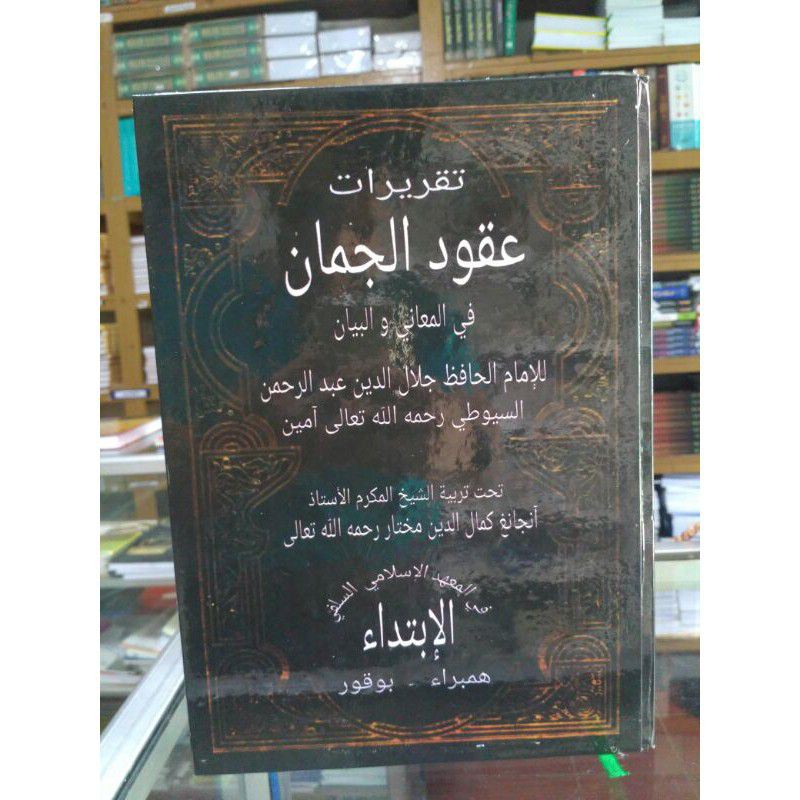 تقريرات
عقود الجمان
في المعاني و البيان
للإمام الحافظ جلال الدين عبد الرحمن
السيوطي رحمه الله تعالى آمين
تحت تربية الشيخ المكرم الأستاذ
أنجانغ كمال الدين مختار رحمه الله تعالى
المعهد الإسلامي السلفي
الإبتداء
همبراء - بوقور